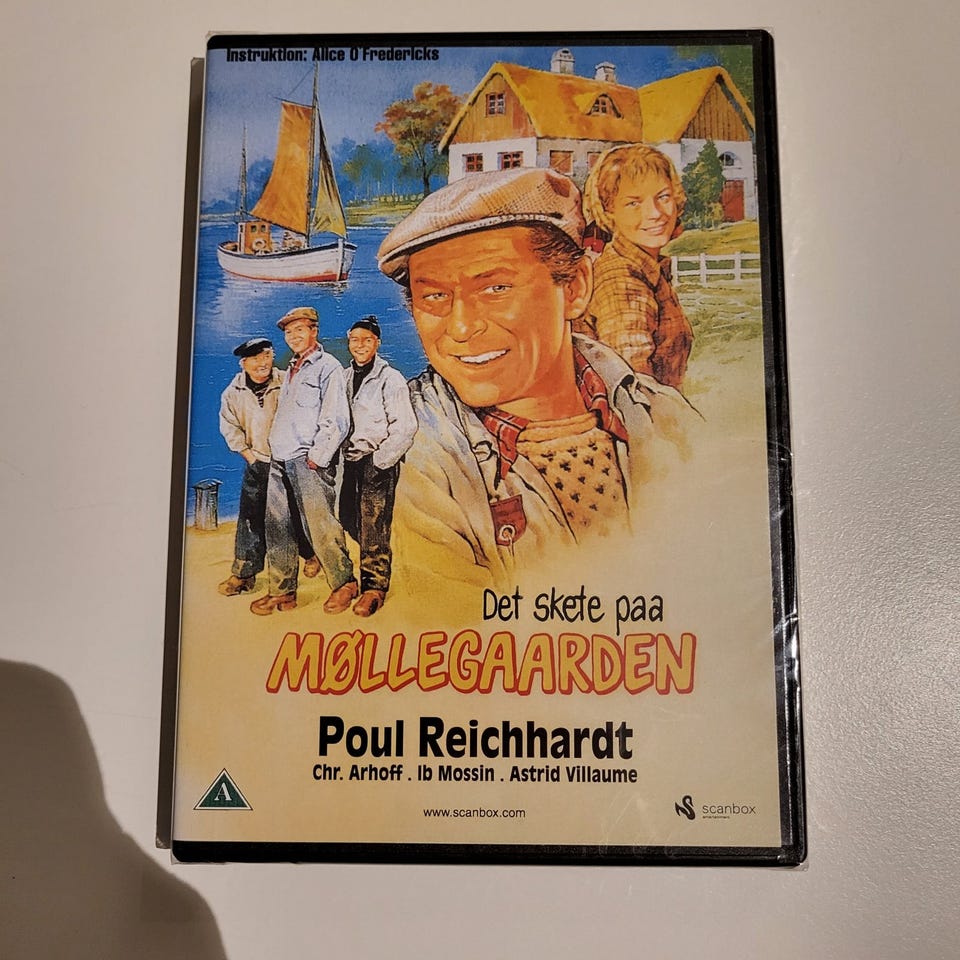 Instruktion: Alice O'Fredericks
Det skete paa
MØLLEGAARDEN
Poul Reichhardt
Chr. Arhoff . Ib Mossin . Astrid Villaume
A
www.scanbox.com
scanbox
entertainment